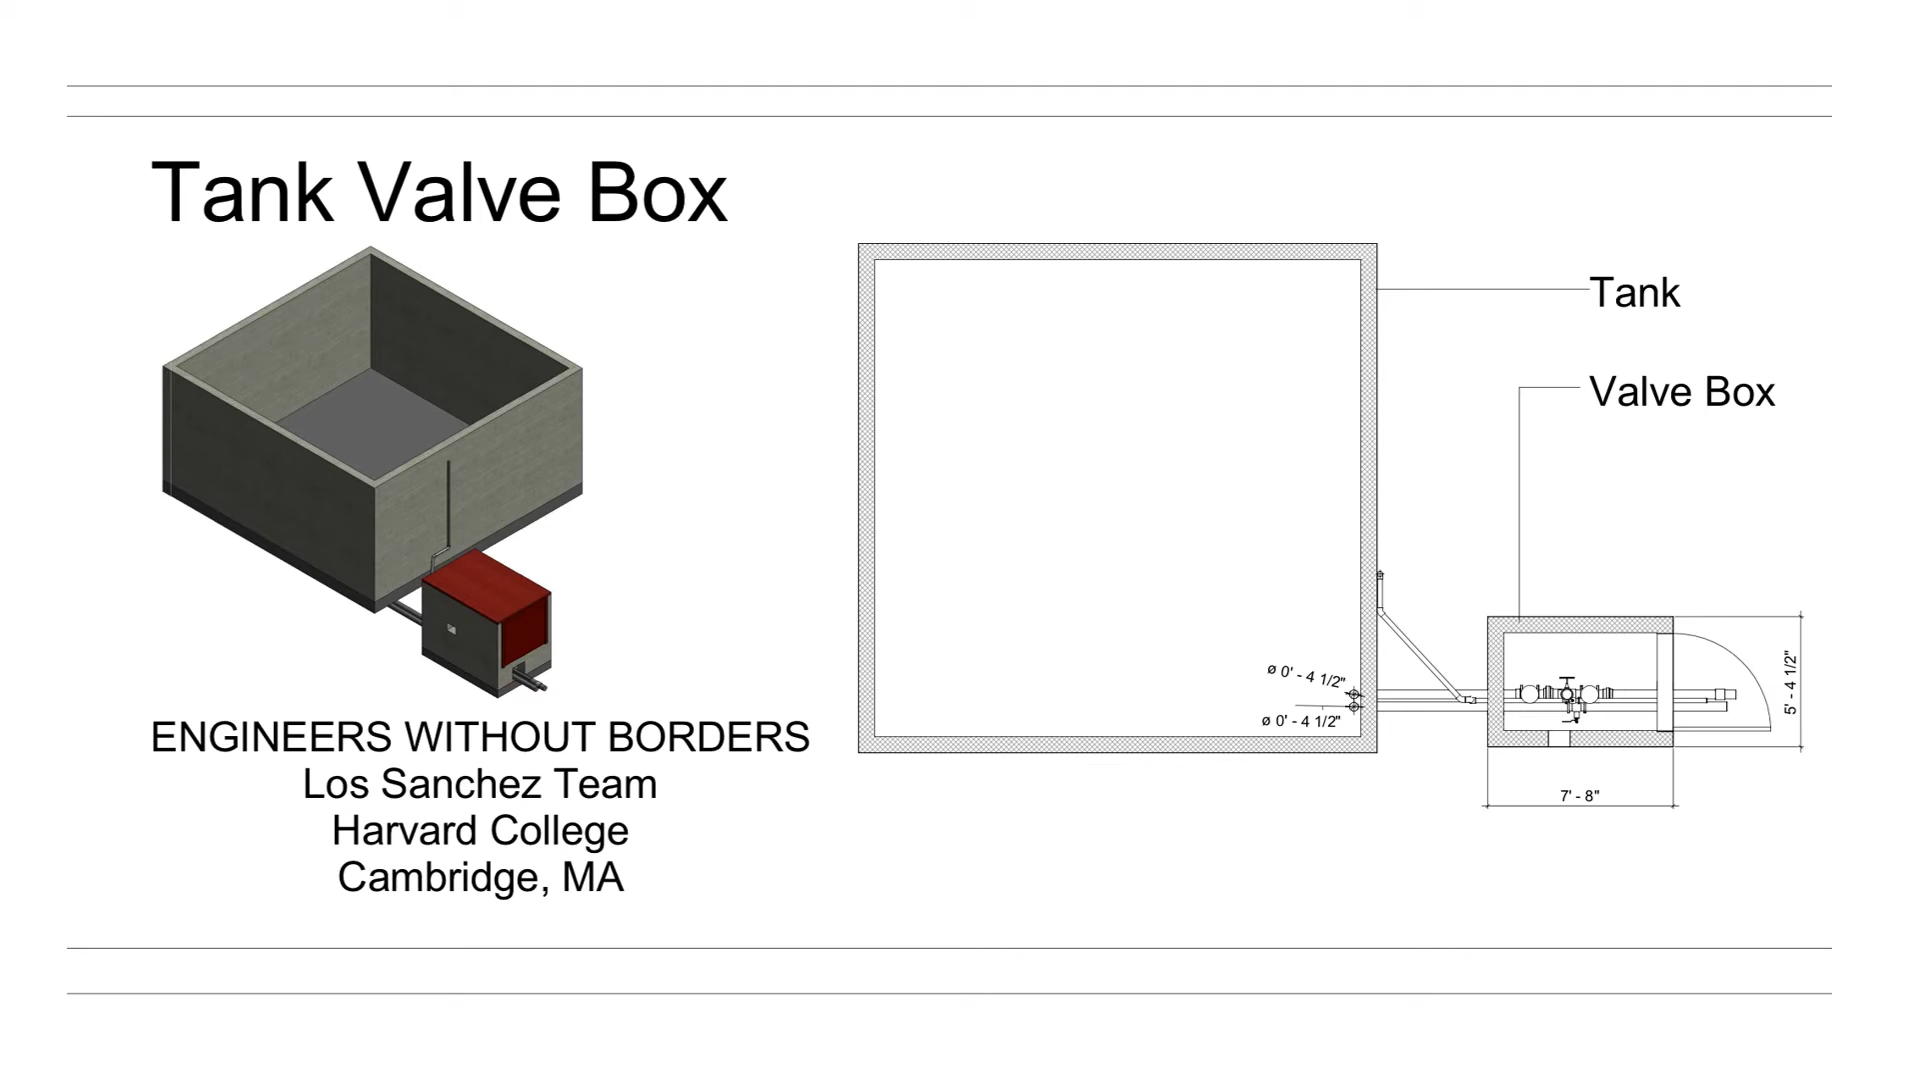 Tank Valve Box
Tank
Valve Box
ø 0' - 4 1/2"
ø 0' - 4 1/2"
5' - 4 1/2"
7' - 8"
ENGINEERS WITHOUT BORDERS
Los Sanchez Team
Harvard College
Cambridge, MA